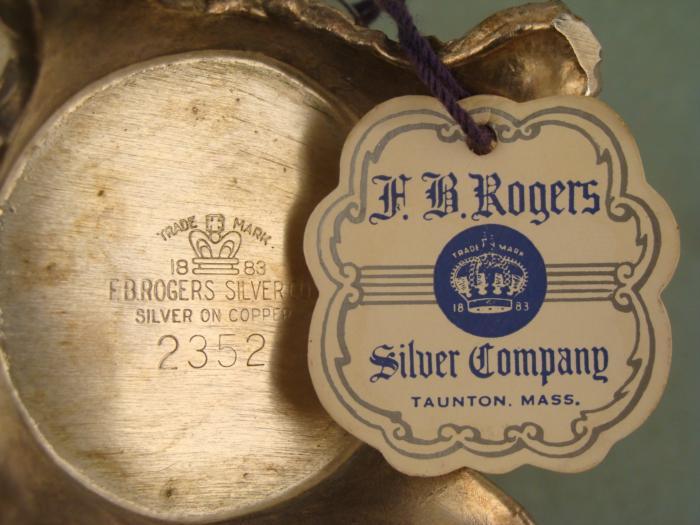 TRADE MARK
18 83
F.B.ROGERS SILVER
SILVER ON COPPER
2352
F. B. Rogers
TRADE MARK
18 83
Silver Company
TAUNTON, MASS.